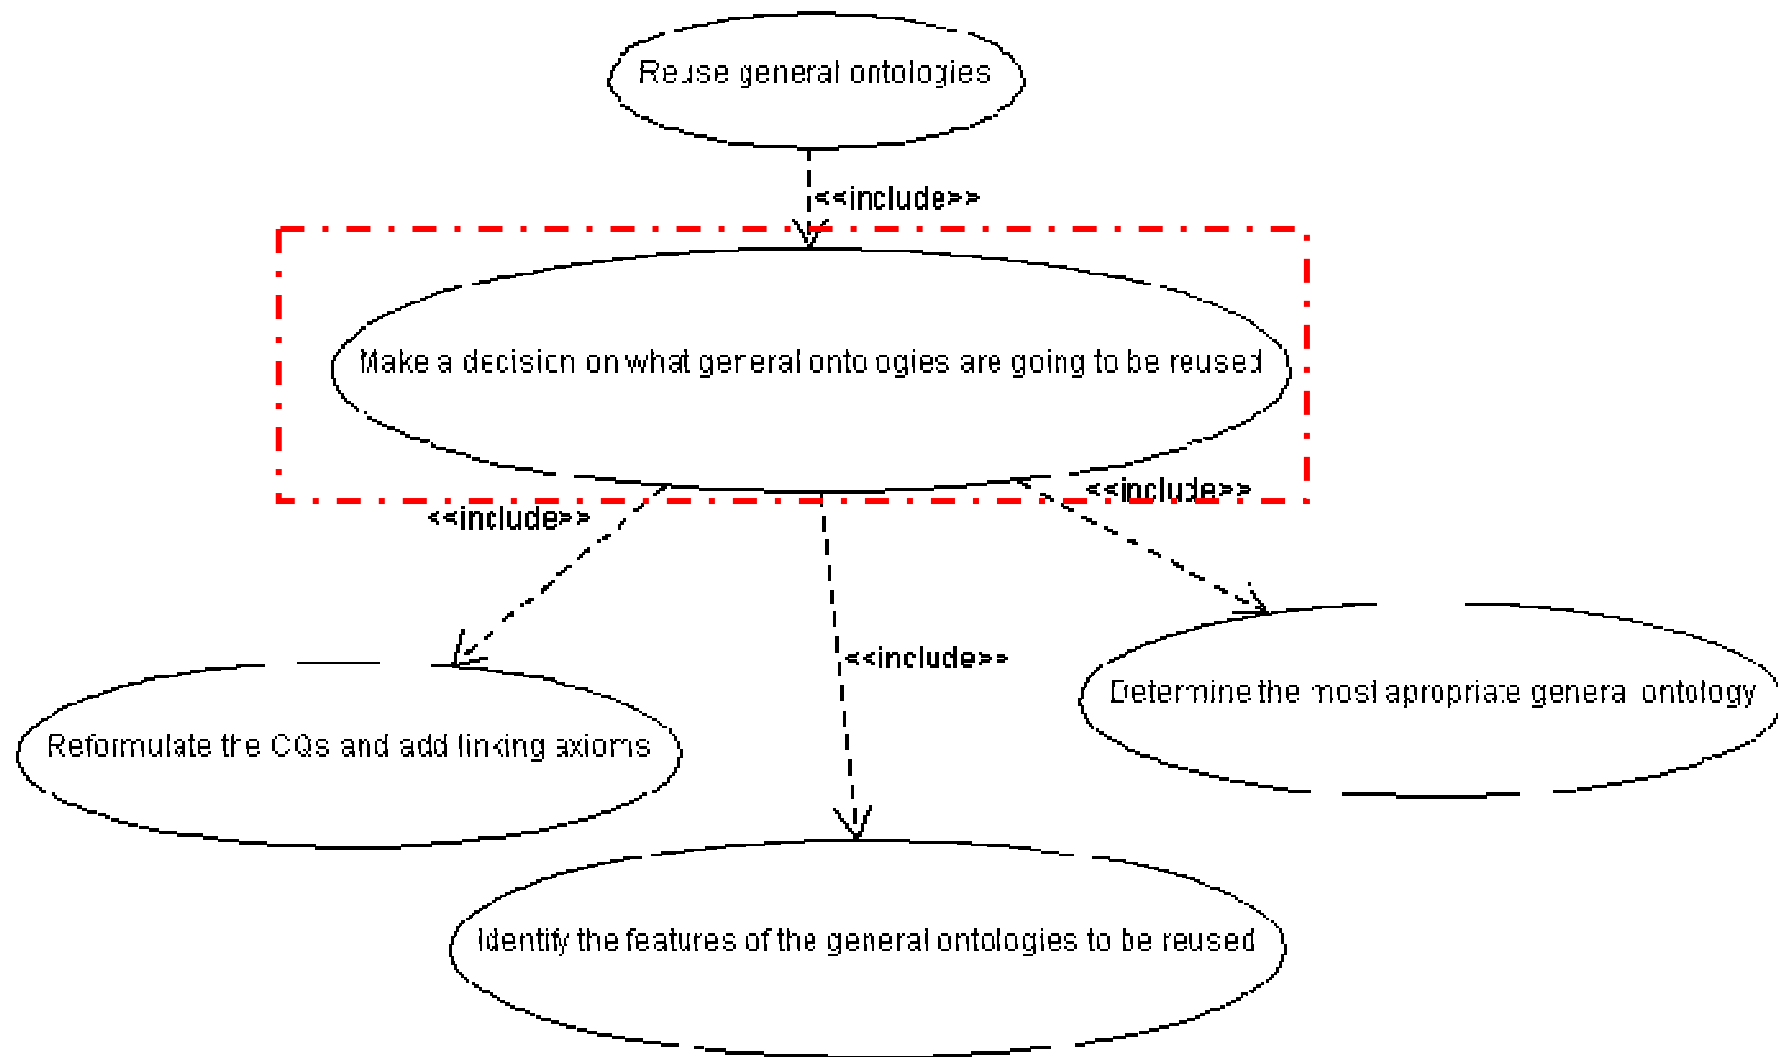 Reuse general ontologies
<<include>>
Make a decision on what general ontologies are going to be reused
<<include>>
<<include>>
<<include>>
Determine the most apropriate general ontology
Reformulate the CQs and add linking axioms
Identify the features of the general ontologies to be reused